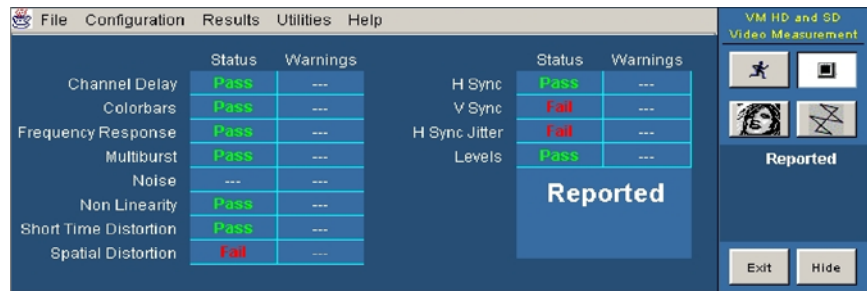 File Configuration Results Utilities Help
VM HD and SD
Video Measurement
Status Warnings
Channel Delay Pass ---
Colorbars Pass ---
Frequency Response Pass ---
Multiburst Pass ---
Noise --- ---
Non Linearity Pass ---
Short Time Distortion Pass ---
Spatial Distortion Fail ---
Status Warnings
H Sync Pass ---
V Sync Fail ---
H Sync Jitter Fail ---
Levels Pass ---
Reported
Reported
Exit Hide